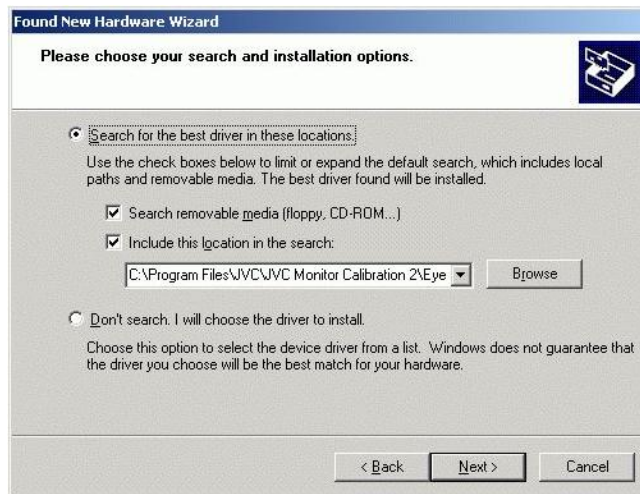 Found New Hardware Wizard
Please choose your search and installation options.
Search for the best driver in these locations.
Use the check boxes below to limit or expand the default search, which includes local
paths and removable media. The best driver found will be installed.
Search removable media (floppy, CD-ROM...)
Include this location in the search:
C:\Program Files\JVC\JVC Monitor Calibration 2\Eye
Browse
Don't search. I will choose the driver to install.
Choose this option to select the device driver from a list. Windows does not guarantee that
the driver you choose will be the best match for your hardware.
< Back Next > Cancel